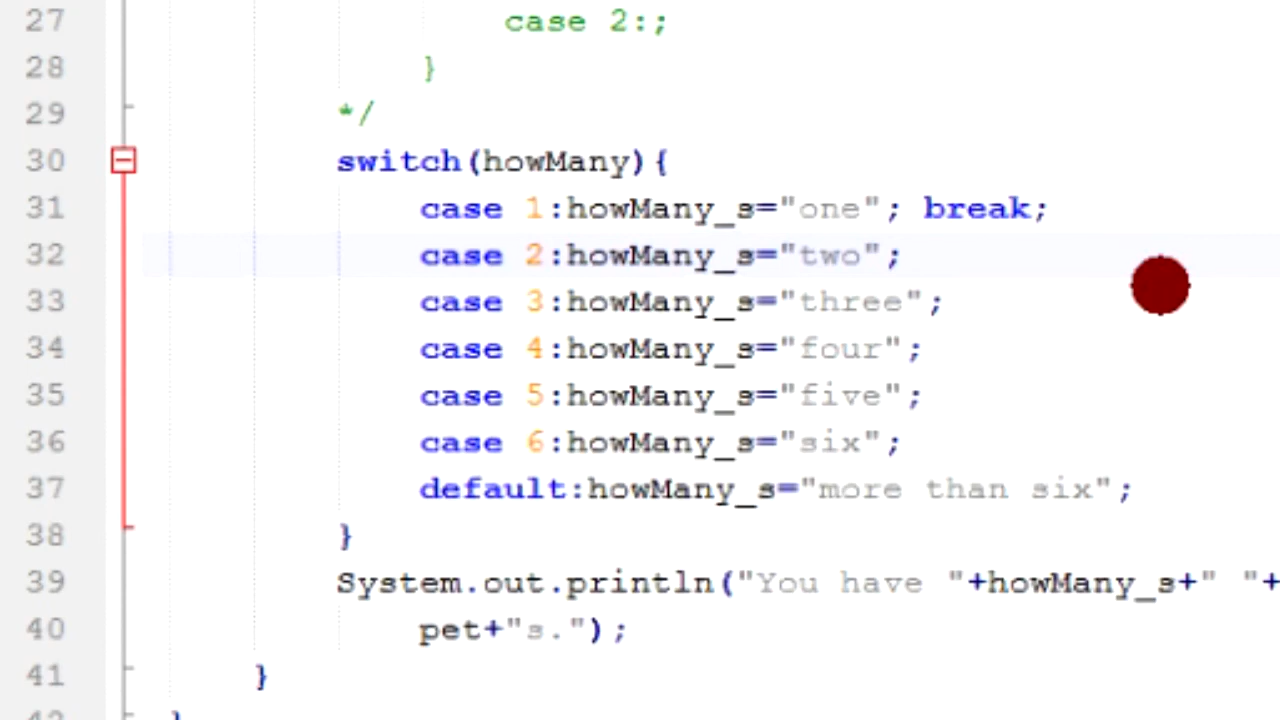 27 case 2:;
28 }
29 */
30 switch(howMany){
31 case 1:howMany_s="one"; break;
32 case 2:howMany_s="two";
33 case 3:howMany_s="three";
34 case 4:howMany_s="four";
35 case 5:howMany_s="five";
36 case 6:howMany_s="six";
37 default:howMany_s="more than six";
38 }
39 System.out.println("You have "+howMany_s+" "+
40 pet+"s.");
41 }
42 }